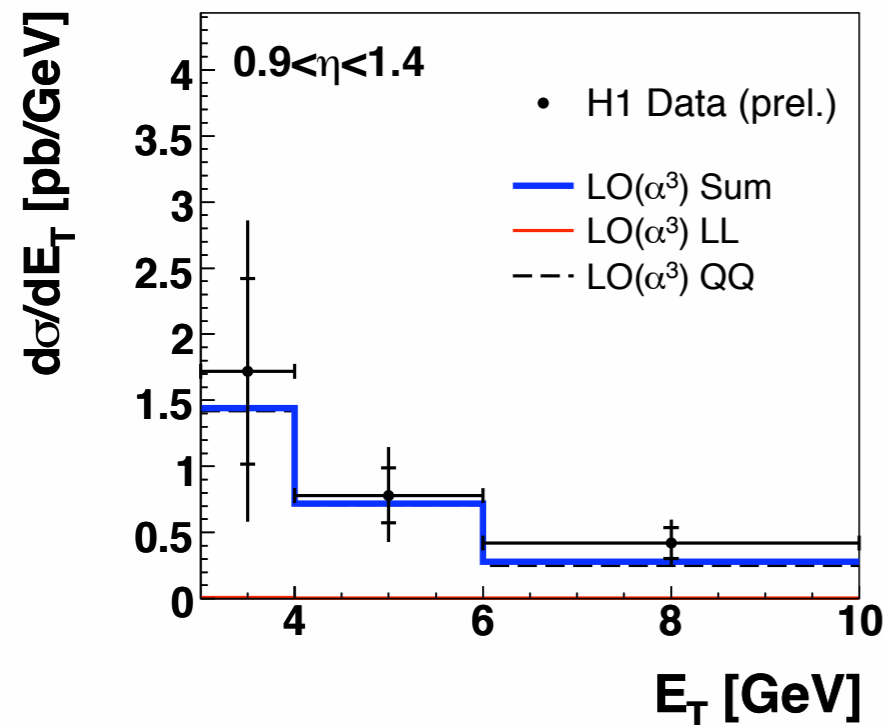 dσ/dE_T [pb/GeV]
0.9<η<1.4
H1 Data (prel.)
LO(α³) Sum
LO(α³) LL
LO(α³) QQ
4
3.5
3
2.5
2
1.5
1
0.5
0
4 6 8 10
E_T [GeV]